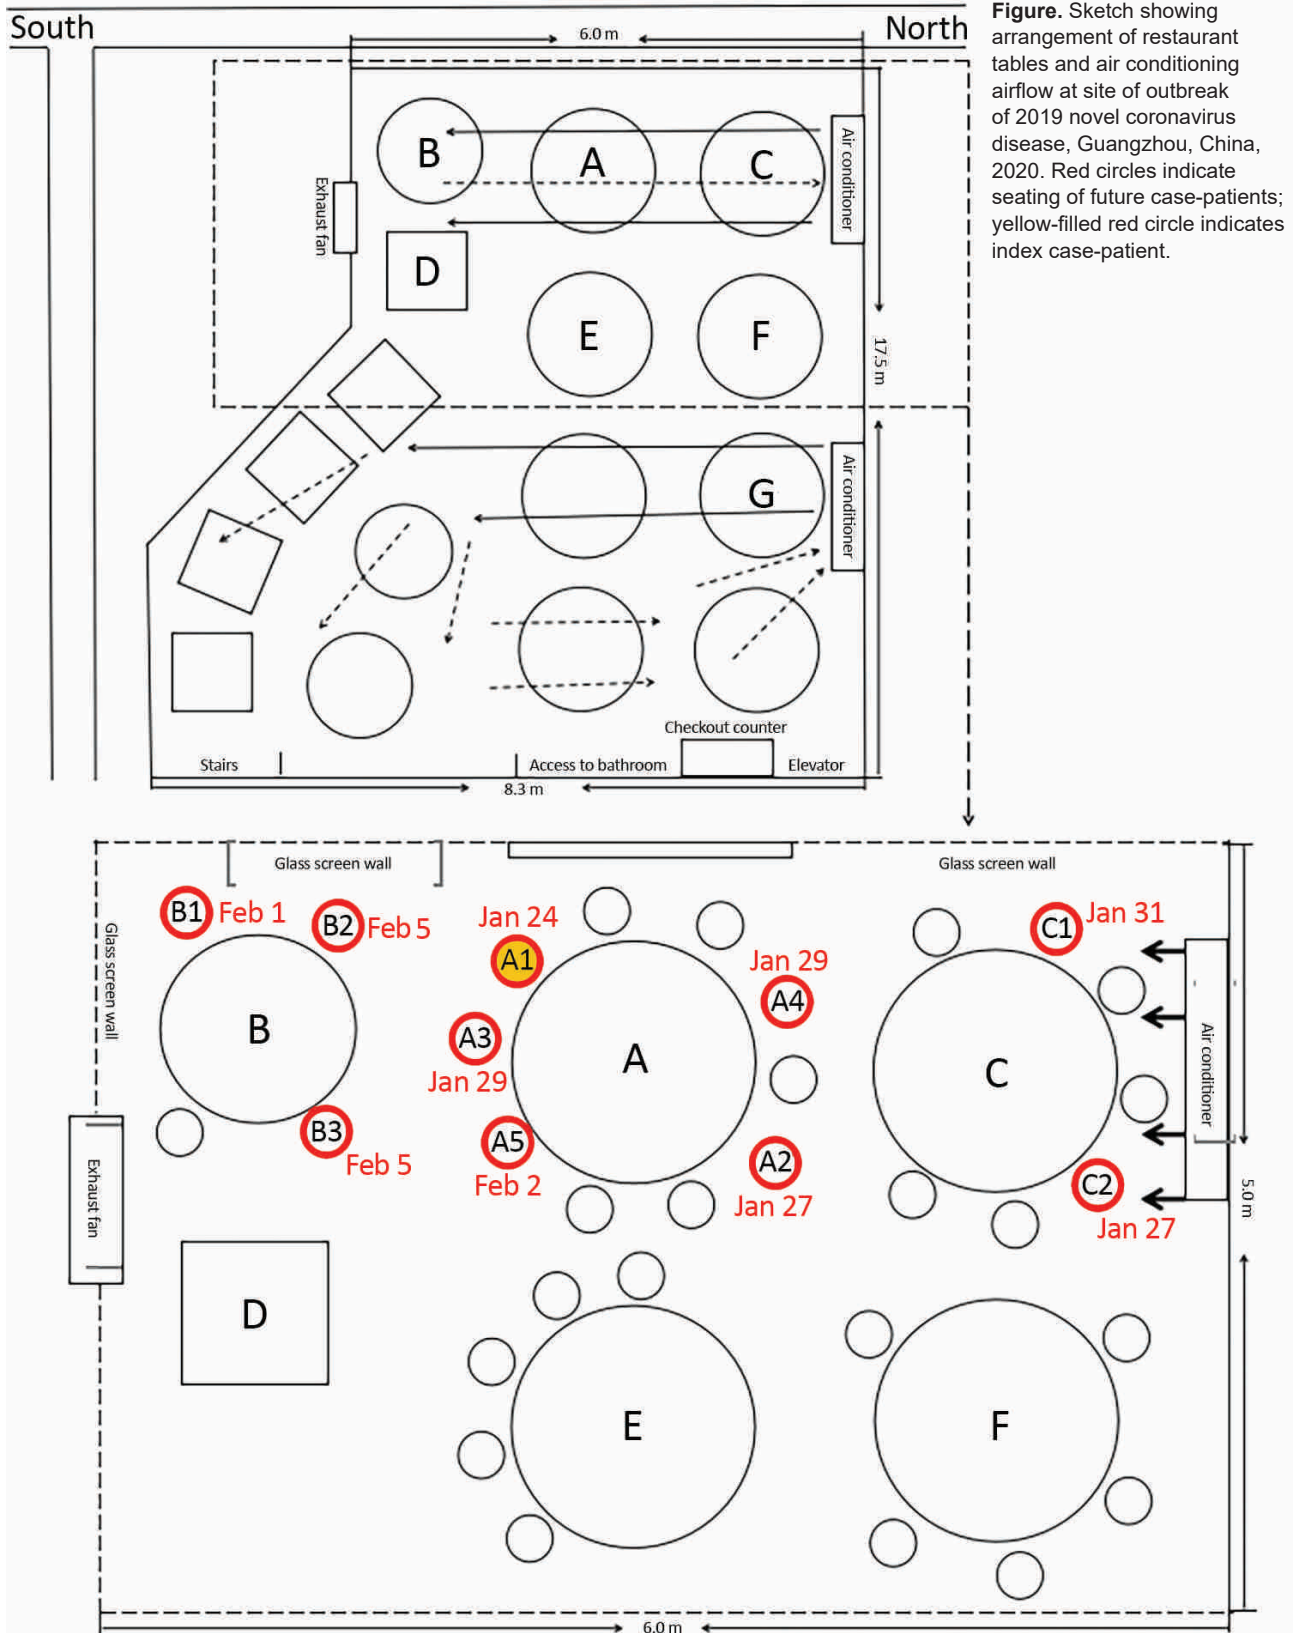 South
North
6.0 m
Figure. Sketch showing
arrangement of restaurant
tables and air conditioning
airflow at site of outbreak
of 2019 novel coronavirus
disease, Guangzhou, China,
2020. Red circles indicate
seating of future case-patients;
yellow-filled red circle indicates
index case-patient.
B
A
C
Air conditioner
Exhaust fan
D
E
F
17.5 m
G
Air conditioner
Checkout counter
Stairs
Access to bathroom
Elevator
8.3 m
Glass screen wall
Glass screen wall
Glass screen wall
B1 Feb 1
B2 Feb 5
Jan 24
A1
Jan 29
A4
C1 Jan 31
A3
Jan 29
B
A
C
Air conditioner
B3
Feb 5
A5
Feb 2
A2
Jan 27
C2
Jan 27
Exhaust fan
5.0 m
D
E
F
6.0 m